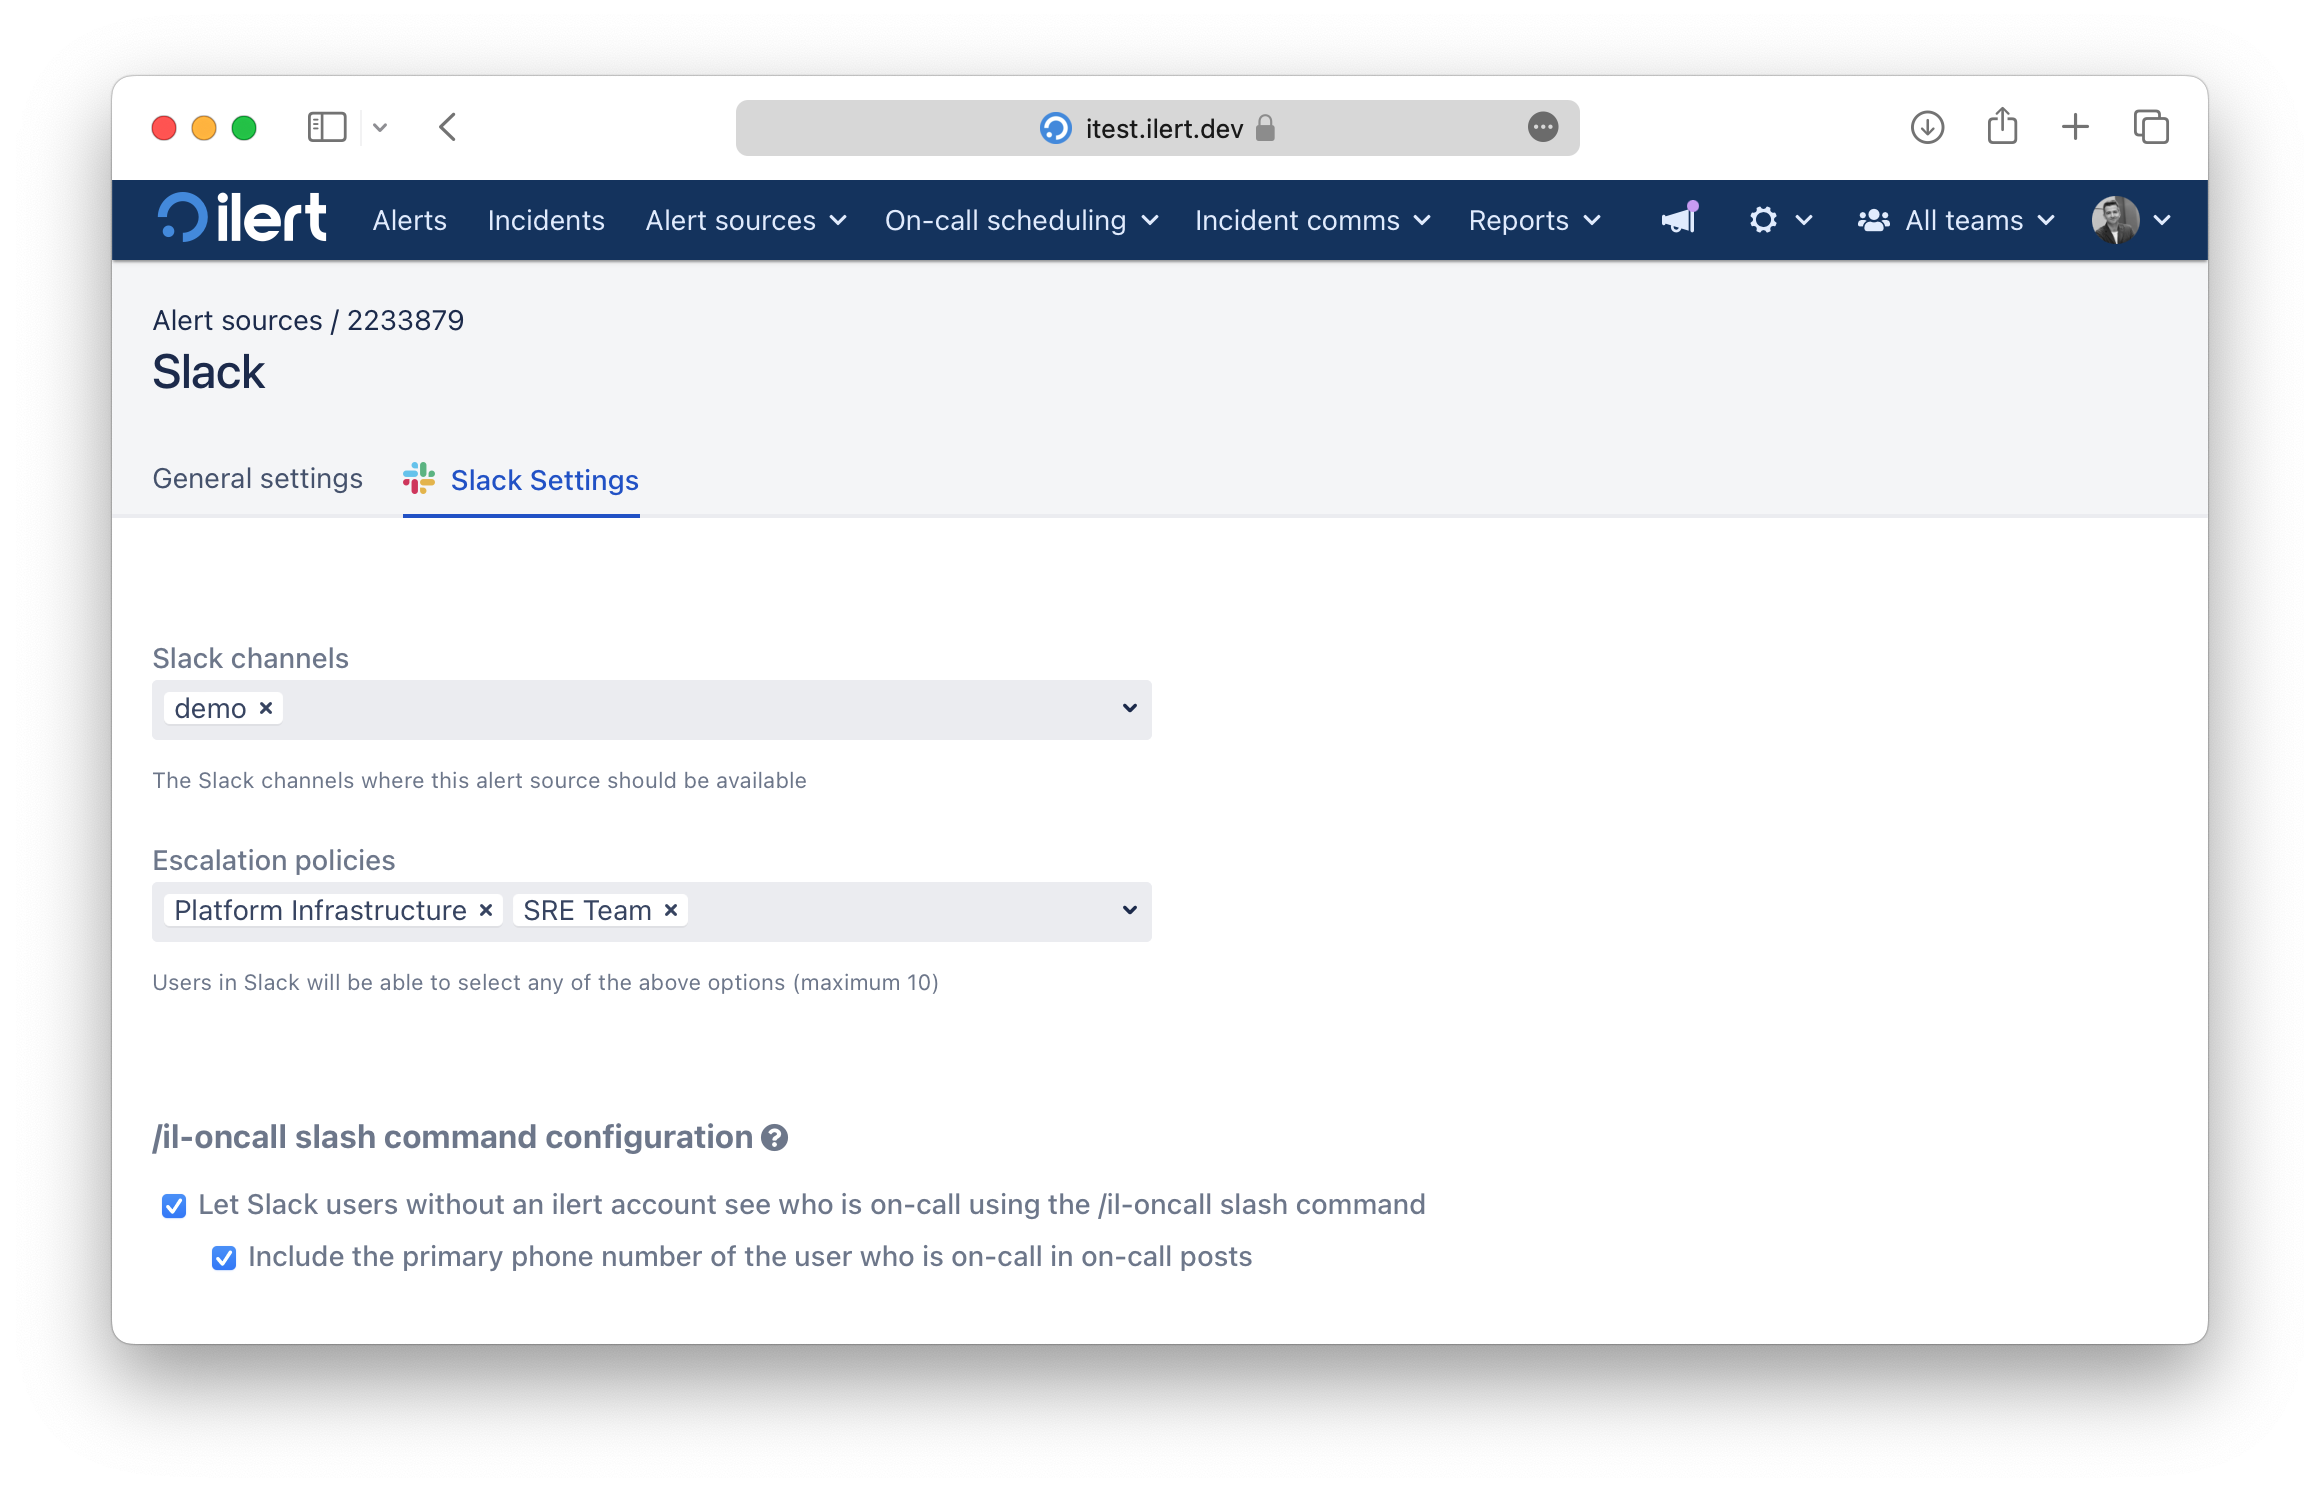 itest.ilert.dev
ilert Alerts Incidents Alert sources On-call scheduling Incident comms Reports All teams
Alert sources / 2233879
Slack
General settings Slack Settings
Slack channels
demo ×
The Slack channels where this alert source should be available
Escalation policies
Platform Infrastructure × SRE Team ×
Users in Slack will be able to select any of the above options (maximum 10)
/il-oncall slash command configuration ?
Let Slack users without an ilert account see who is on-call using the /il-oncall slash command
Include the primary phone number of the user who is on-call in on-call posts